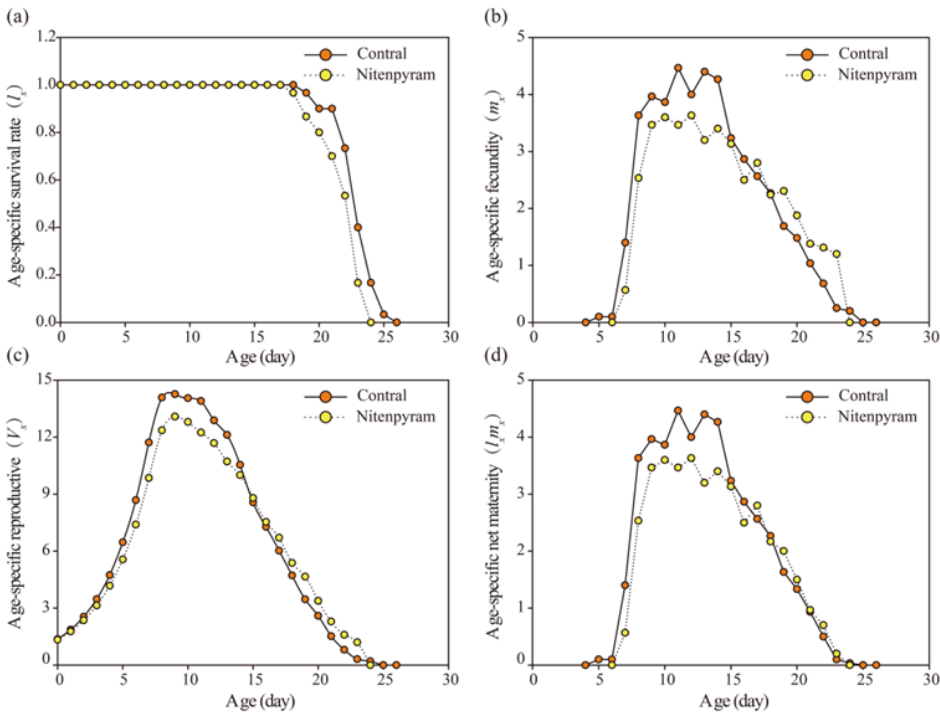 (a)
1.2
1.0
0.8
0.6
0.4
0.2
0.0
Age-specific survival rate (lx)
Contral
Nitenpyram
0 5 10 15 20 25 30
Age (day)
(b)
5
4
3
2
1
0
Age-specific fecundity (mx)
Contral
Nitenpyram
0 5 10 15 20 25 30
Age (day)
(c)
15
12
9
6
3
0
Age-specific reproductive (Vx)
Contral
Nitenpyram
0 5 10 15 20 25 30
Age (day)
(d)
5
4
3
2
1
0
Age-specific net maternity (lxmx)
Contral
Nitenpyram
0 5 10 15 20 25 30
Age (day)